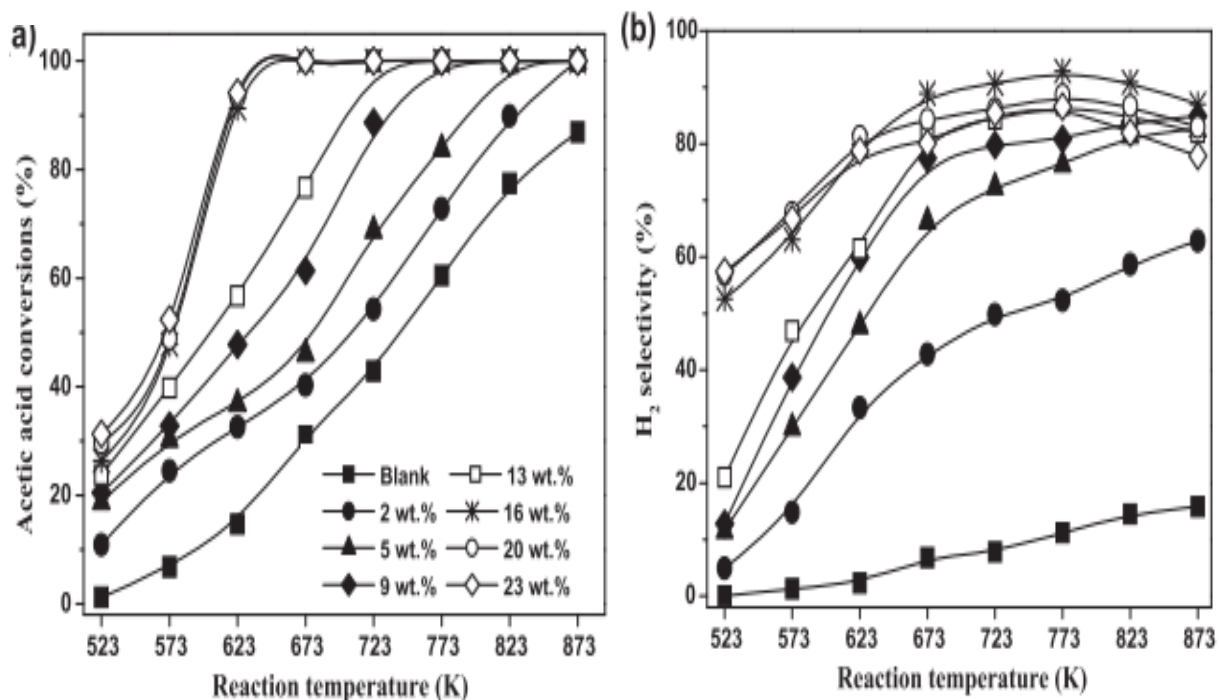 a)
Acetic acid conversions (%)
100
80
60
40
20
0
523 573 623 673 723 773 823 873
Reaction temperature (K)
Blank 13 wt.%
2 wt.% 16 wt.%
5 wt.% 20 wt.%
9 wt.% 23 wt.%
(b)
H₂ selectivity (%)
100
80
60
40
20
0
523 573 623 673 723 773 823 873
Reaction temperature (K)